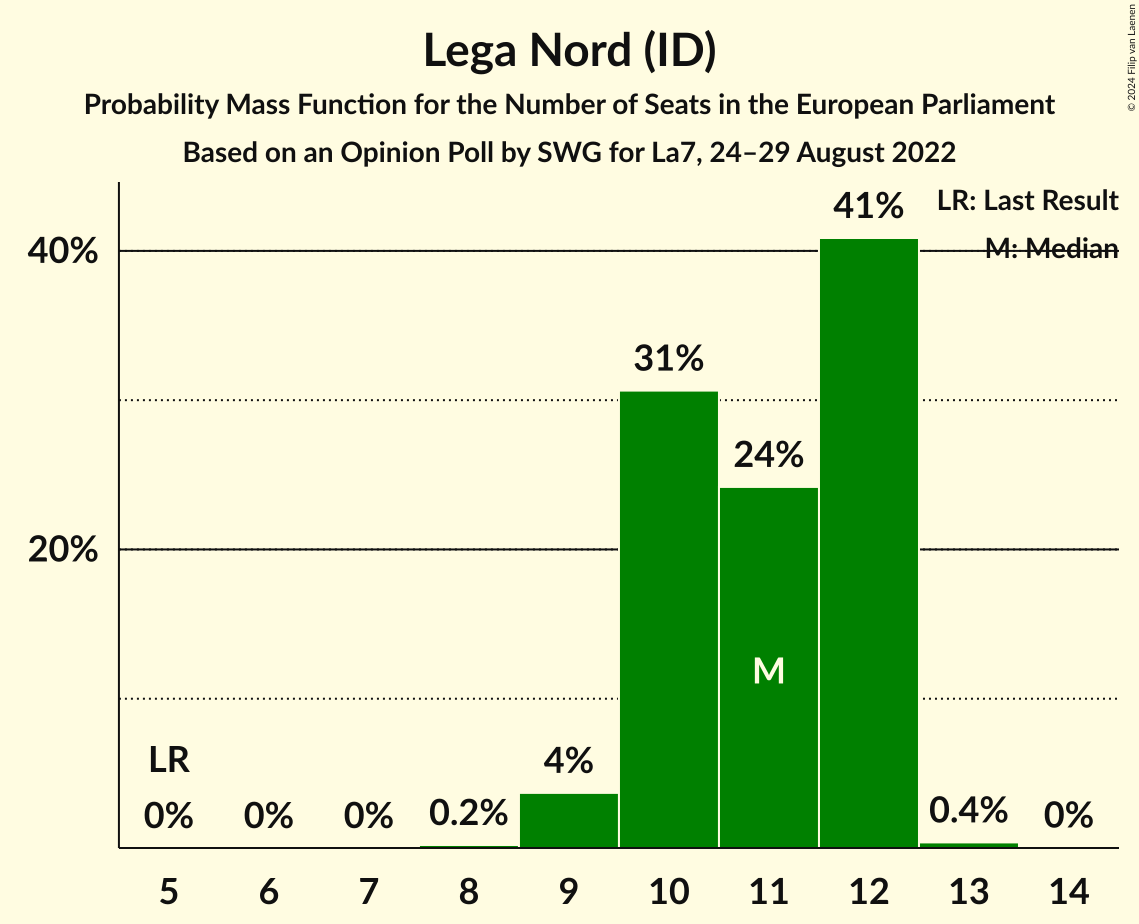 Lega Nord (ID)
Probability Mass Function for the Number of Seats in the European Parliament
Based on an Opinion Poll by SWG for La7, 24–29 August 2022
© 2024 Filip van Laenen
LR: Last Result
M: Median
40%
20%
41%
31%
24%
M
LR
4%
0% 0% 0% 0.2% 0.4% 0%
5 6 7 8 9 10 11 12 13 14